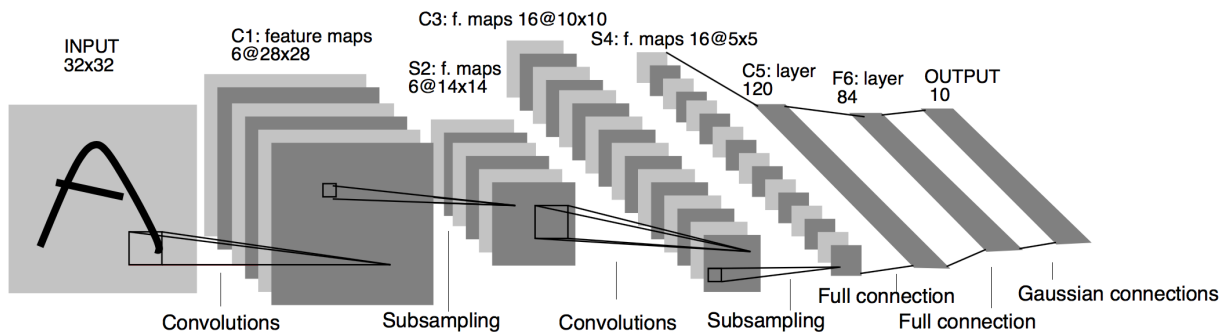 INPUT
32x32
C1: feature maps
6@28x28
S2: f. maps
6@14x14
C3: f. maps 16@10x10
S4: f. maps 16@5x5
C5: layer
120
F6: layer
84
OUTPUT
10
Convolutions
Subsampling
Convolutions
Subsampling
Full connection
Full connection
Gaussian connections
A